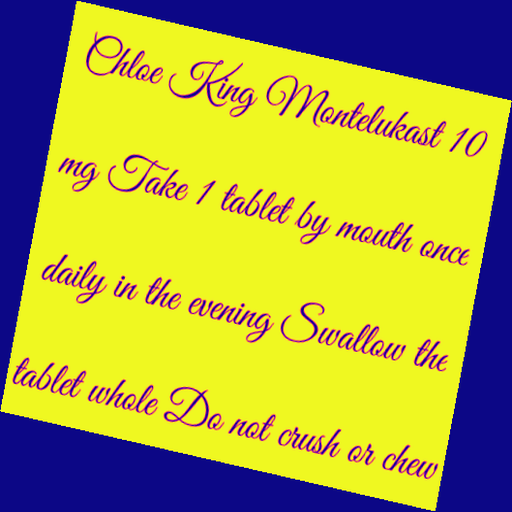 Chloe King Montelukast 10
mg Take 1 tablet by mouth once
daily in the evening Swallow the
tablet whole Do not crush or chew